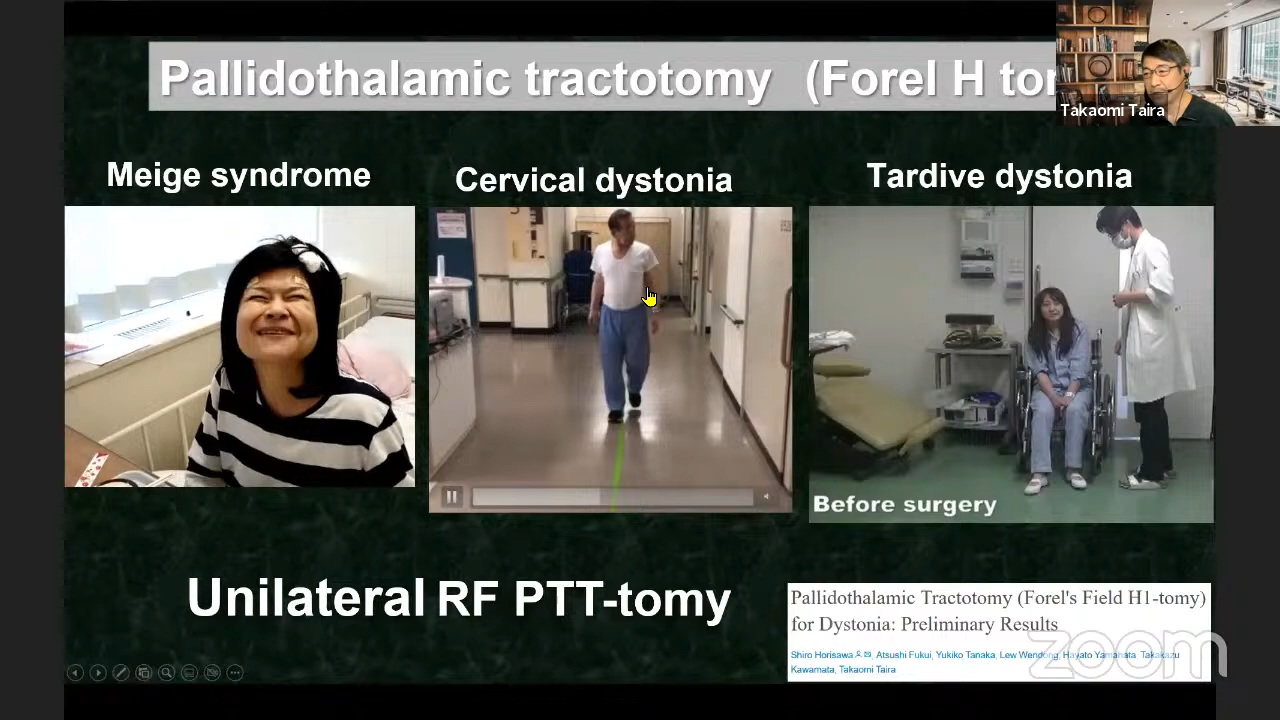 Pallidothalamic tractotomy (Forel H tor
Takaomi Taira
Meige syndrome
Cervical dystonia
Tardive dystonia
Before surgery
Unilateral RF PTT-tomy
Pallidothalamic Tractotomy (Forel's Field H1-tomy)
for Dystonia: Preliminary Results
Shiro Horisawa, Atsushi Fukui, Yukiko Tanaka, Lew Wendong, Hayato Yamahata, Takakazu
Kawamata, Takaomi Taira
zoom